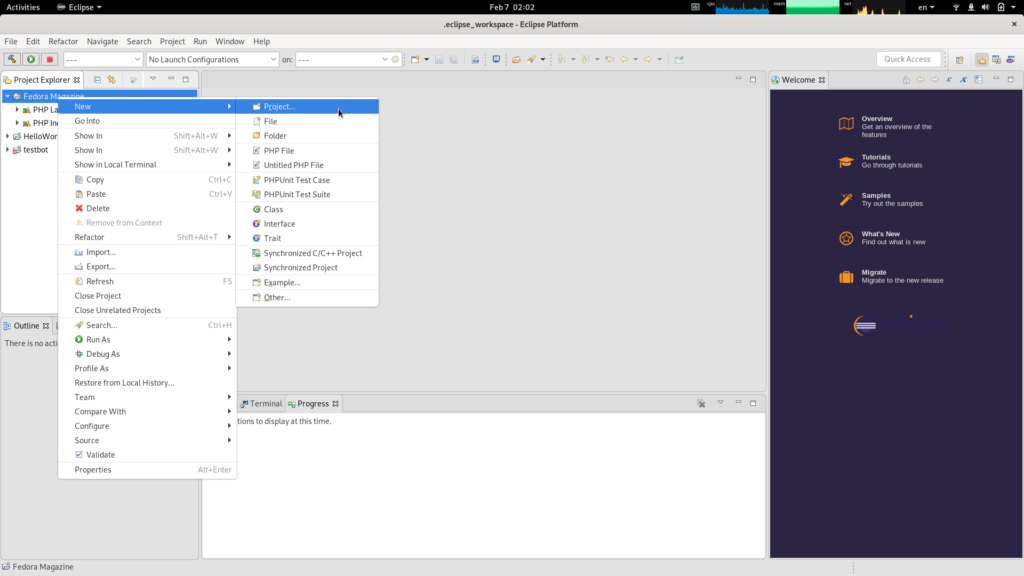 Activities
Eclipse
Feb 7 02:02
cpu
mem
net
en
.eclipse_workspace - Eclipse Platform
File Edit Refactor Navigate Search Project Run Window Help
---
No Launch Configurations
on:
---
Quick Access
Project Explorer
Fedora Magazine
PHP La
PHP In
HelloWor
testbot
New
Go Into
Show In Shift+Alt+W
Show In Shift+Alt+W
Show in Local Terminal
Copy Ctrl+C
Paste Ctrl+V
Delete
Remove from Context
Refactor Shift+Alt+T
Import...
Export...
Refresh F5
Close Project
Close Unrelated Projects
Search... Ctrl+H
Run As
Debug As
Profile As
Restore from Local History...
Team
Compare With
Configure
Source
Validate
Properties Alt+Enter
Project...
File
Folder
PHP File
Untitled PHP File
PHPUnit Test Case
PHPUnit Test Suite
Class
Interface
Trait
Synchronized C/C++ Project
Synchronized Project
Example...
Other...
Outline
There is no acti
Terminal
Progress
tions to display at this time.
Welcome
Overview
Get an overview of the
features
Tutorials
Go through tutorials
Samples
Try out the samples
What's New
Find out what is new
Migrate
Migrate to the new release
Fedora Magazine